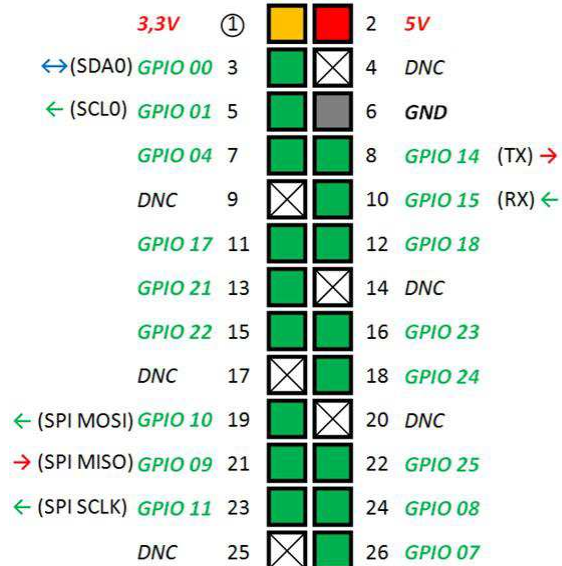 3,3V 1 2 5V
(SDA0) GPIO 00 3 4 DNC
(SCL0) GPIO 01 5 6 GND
GPIO 04 7 8 GPIO 14 (TX)
DNC 9 10 GPIO 15 (RX)
GPIO 17 11 12 GPIO 18
GPIO 21 13 14 DNC
GPIO 22 15 16 GPIO 23
DNC 17 18 GPIO 24
(SPI MOSI) GPIO 10 19 20 DNC
(SPI MISO) GPIO 09 21 22 GPIO 25
(SPI SCLK) GPIO 11 23 24 GPIO 08
DNC 25 26 GPIO 07